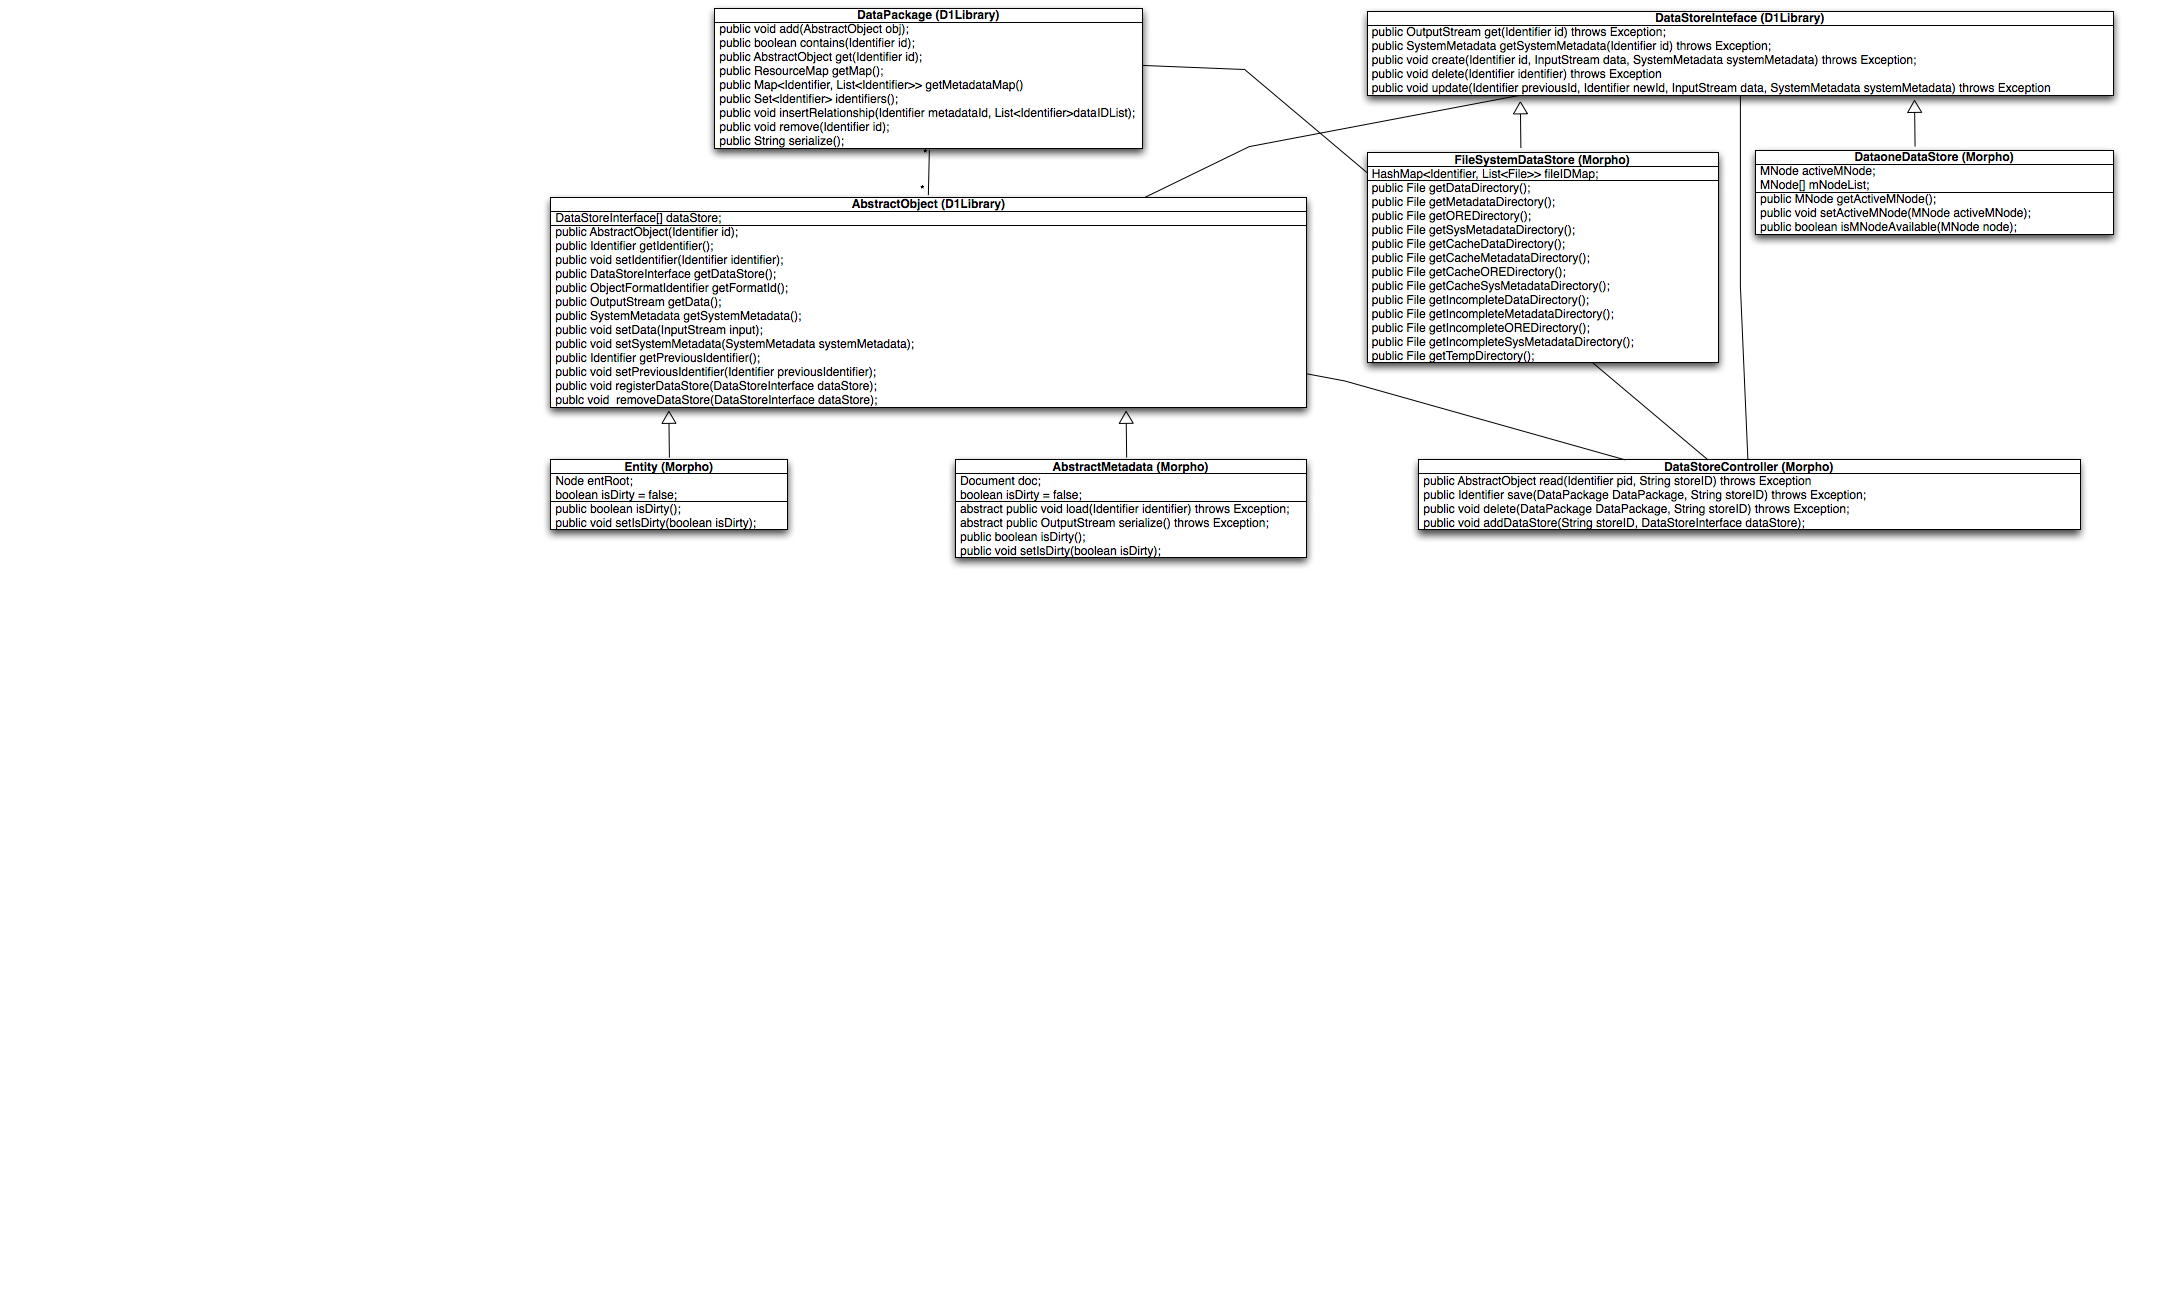 DataPackage (D1Library)
public void add(AbstractObject obj);
public boolean contains(Identifier id);
public AbstractObject get(Identifier id);
public ResourceMap getMap();
public Map<Identifier, List<Identifier>> getMetadataMap()
public Set<Identifier> identifiers();
public void insertRelationship(Identifier metadataId, List<Identifier>dataIDList);
public void remove(Identifier id);
public String serialize();
*
*
DataStoreInteface (D1Library)
public OutputStream get(Identifier id) throws Exception;
public SystemMetadata getSystemMetadata(Identifier id) throws Exception;
public void create(Identifier id, InputStream data, SystemMetadata systemMetadata) throws Exception;
public void delete(Identifier identifier) throws Exception
public void update(Identifier previousId, Identifier newId, InputStream data, SystemMetadata systemMetadata) throws Exception
FileSystemDataStore (Morpho)
HashMap<Identifier, List<File>> fileIDMap;
public File getDataDirectory();
public File getMetadataDirectory();
public File getOREDirectory();
public File getSysMetadataDirectory();
public File getCacheDataDirectory();
public File getCacheMetadataDirectory();
public File getCacheOREDirectory();
public File getCacheSysMetadataDirectory();
public File getIncompleteDataDirectory();
public File getIncompleteMetadataDirectory();
public File getIncompleteOREDirectory();
public File getIncompleteSysMetadataDirectory();
public File getTempDirectory();
DataoneDataStore (Morpho)
MNode activeMNode;
MNode[] mNodeList;
public MNode getActiveMNode();
public void setActiveMNode(MNode activeMNode);
public boolean isMNodeAvailable(MNode node);
AbstractObject (D1Library)
DataStoreInterface[] dataStore;
public AbstractObject(Identifier id);
public Identifier getIdentifier();
public void setIdentifier(Identifier identifier);
public DataStoreInterface getDataStore();
public ObjectFormatIdentifier getFormatId();
public OutputStream getData();
public SystemMetadata getSystemMetadata();
public void setData(InputStream input);
public void setSystemMetadata(SystemMetadata systemMetadata);
public Identifier getPreviousIdentifier();
public void setPreviousIdentifier(Identifier previousIdentifier);
public void registerDataStore(DataStoreInterface dataStore);
publc void  removeDataStore(DataStoreInterface dataStore);
Entity (Morpho)
Node entRoot;
boolean isDirty = false;
public boolean isDirty();
public void setIsDirty(boolean isDirty);
AbstractMetadata (Morpho)
Document doc;
boolean isDirty = false;
abstract public void load(Identifier identifier) throws Exception;
abstract public OutputStream serialize() throws Exception;
public boolean isDirty();
public void setIsDirty(boolean isDirty);
DataStoreController (Morpho)
public AbstractObject read(Identifier pid, String storeID) throws Exception
public Identifier save(DataPackage DataPackage, String storeID) throws Exception;
public void delete(DataPackage DataPackage, String storeID) throws Exception;
public void addDataStore(String storeID, DataStoreInterface dataStore);